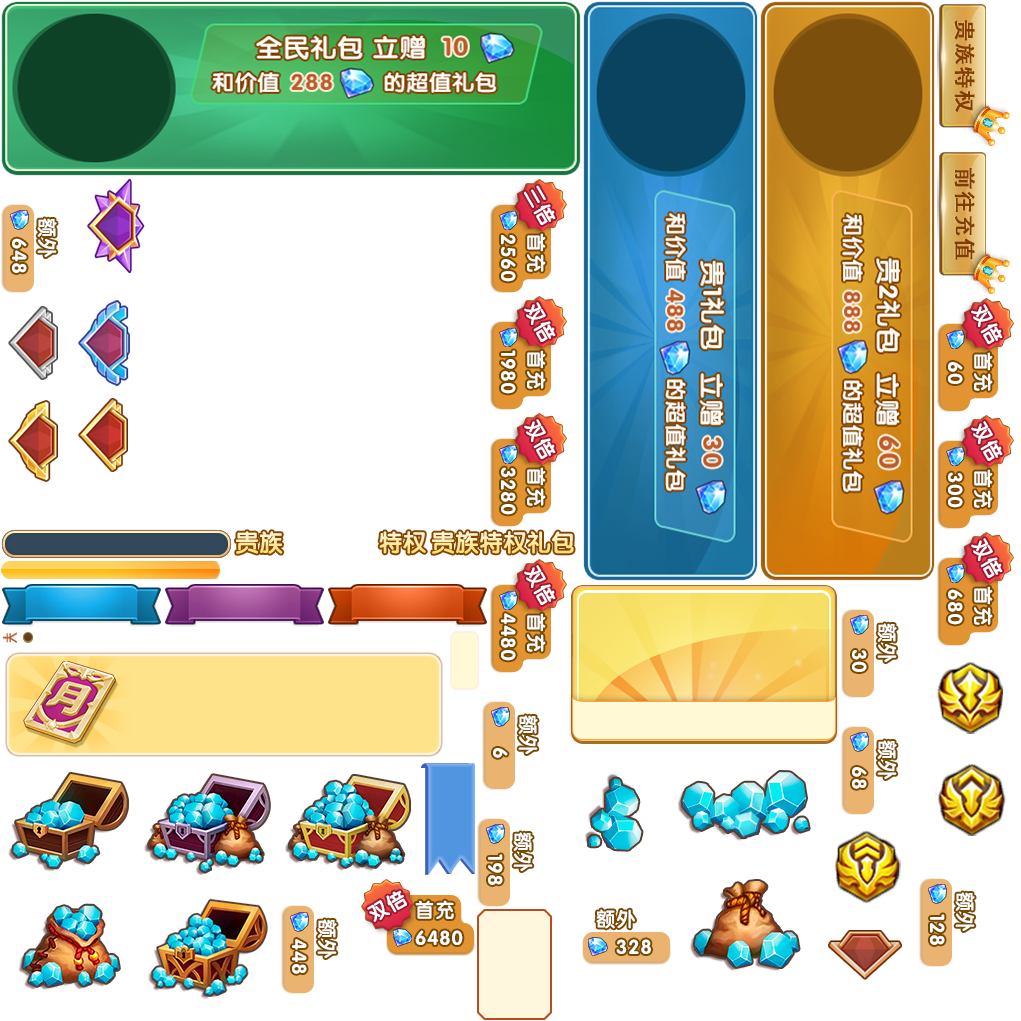 全民礼包 立赠 10
和价值 288 的超值礼包
贵1礼包 立赠 30
和价值 488 的超值礼包
贵2礼包 立赠 60
和价值 888 的超值礼包
贵族特权
前往充值
额外
648
三倍
首充
2560
双倍
首充
1980
双倍
首充
3280
双倍
首充
60
双倍
首充
300
双倍
首充
680
贵族
特权 贵族特权礼包
双倍
首充
4480
月
额外
30
额外
6
额外
68
额外
198
双倍
首充
6480
额外
448
额外
328
额外
128